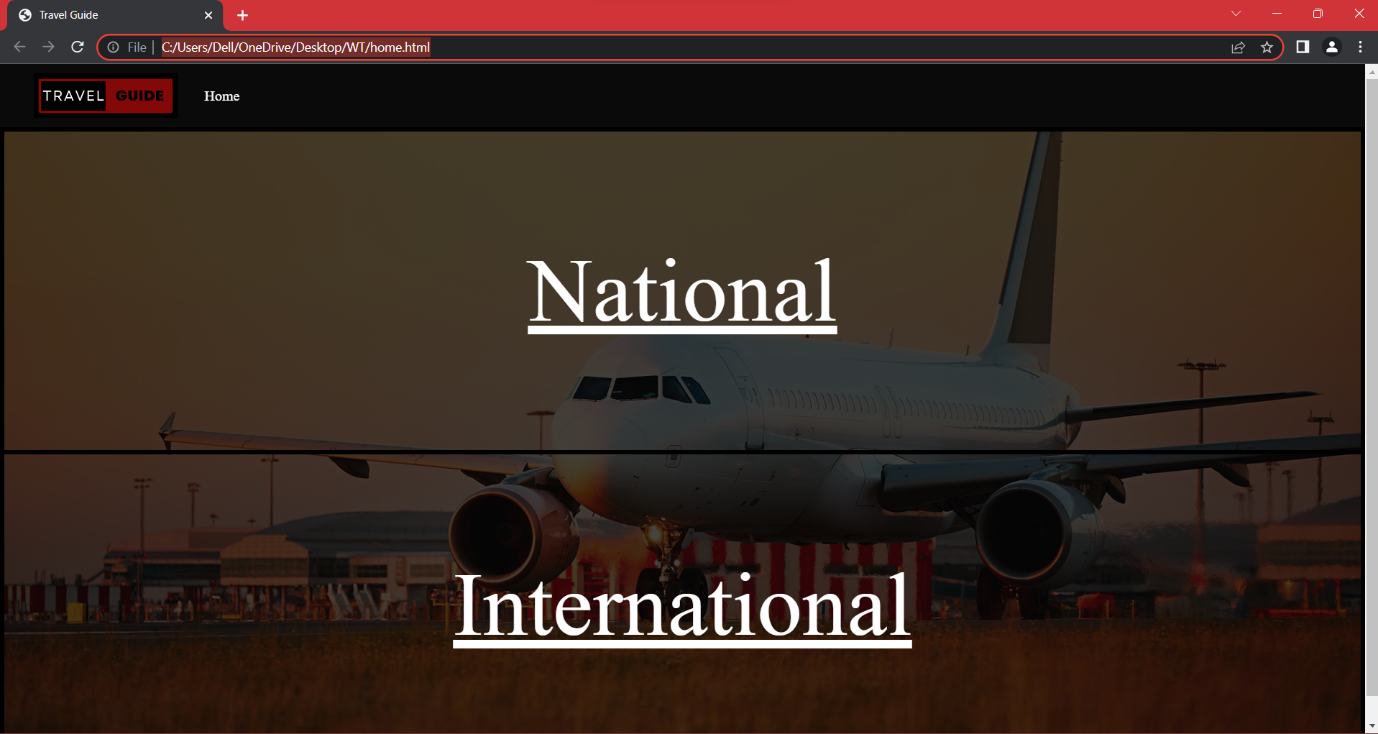 Travel Guide
File | C:/Users/Dell/OneDrive/Desktop/WT/home.html
TRAVEL GUIDE Home
National
International